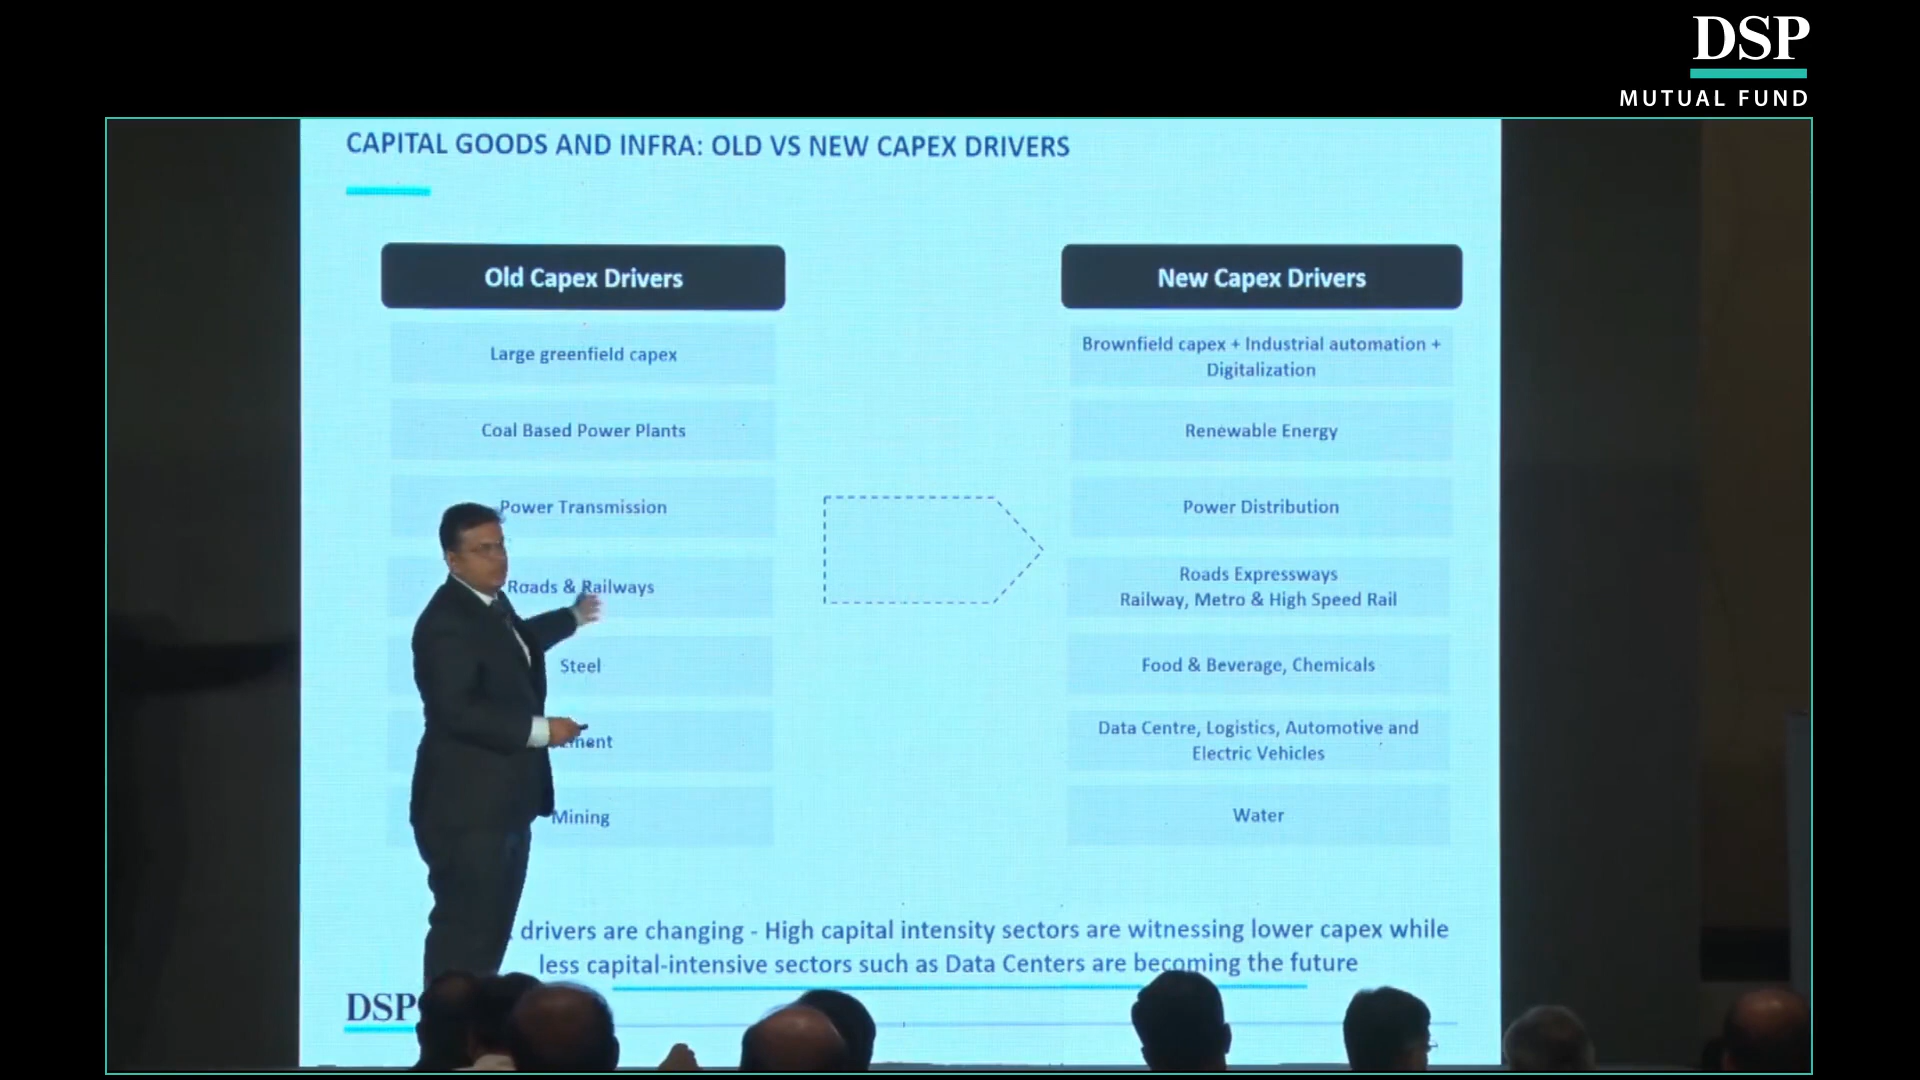 DSP
MUTUAL FUND
CAPITAL GOODS AND INFRA: OLD VS NEW CAPEX DRIVERS
Old Capex Drivers
Large greenfield capex
Coal Based Power Plants
Power Transmission
Roads & Railways
Steel
Mining
New Capex Drivers
Brownfield capex + Industrial automation +
Digitalization
Renewable Energy
Power Distribution
Roads Expressways
Railway, Metro & High Speed Rail
Food & Beverage, Chemicals
Data Centre, Logistics, Automotive and
Electric Vehicles
Water
drivers are changing - High capital intensity sectors are witnessing lower capex while
less capital-intensive sectors such as Data Centers are becoming the future
DSP